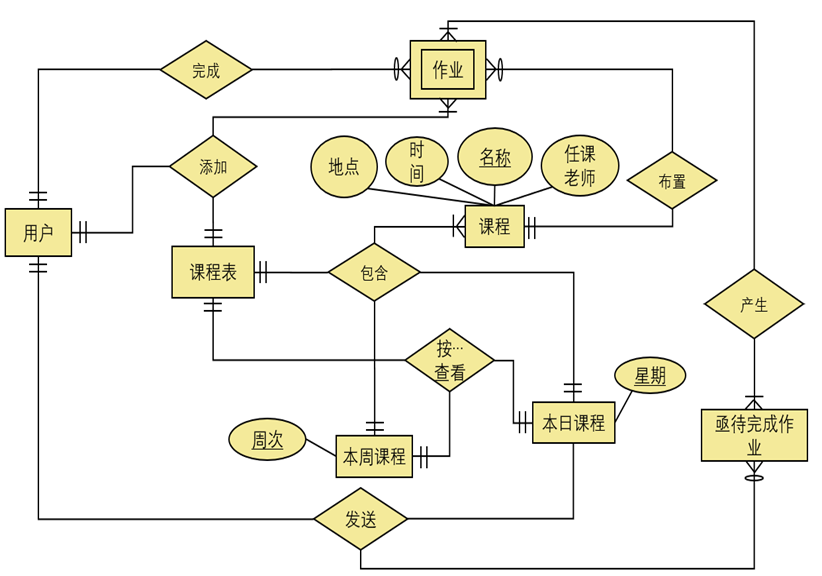 完成
作业
添加
地点
时
间
名称
任课
老师
布置
用户
课程
课程表
包含
产生
按…
查看
星期
本日课程
亟待完成作
业
周次
本周课程
发送